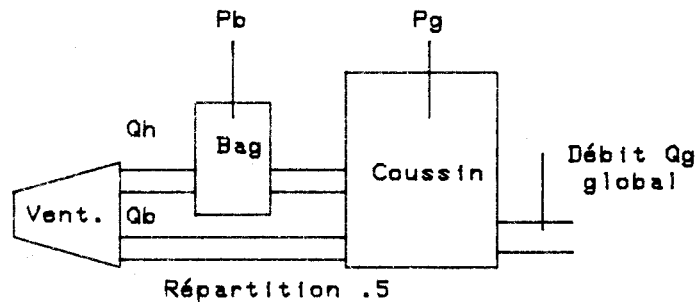 Pb
Pg
Qh
Bag
Débit Qg
global
Coussin
Vent.
Qb
Répartition .5